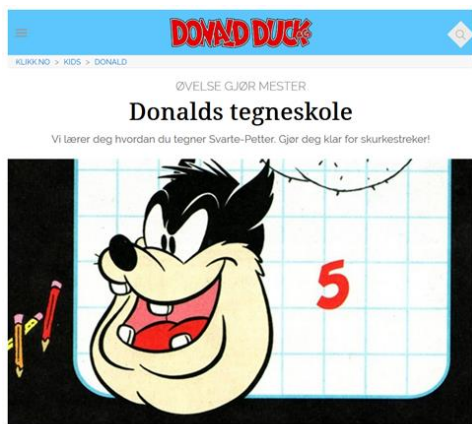 DONALD DUCK & CO
KLIKK.NO > KIDS > DONALD
ØVELSE GJØR MESTER
Donalds tegneskole
Vi lærer deg hvordan du tegner Svarte-Petter. Gjør deg klar for skurkestreker!
5